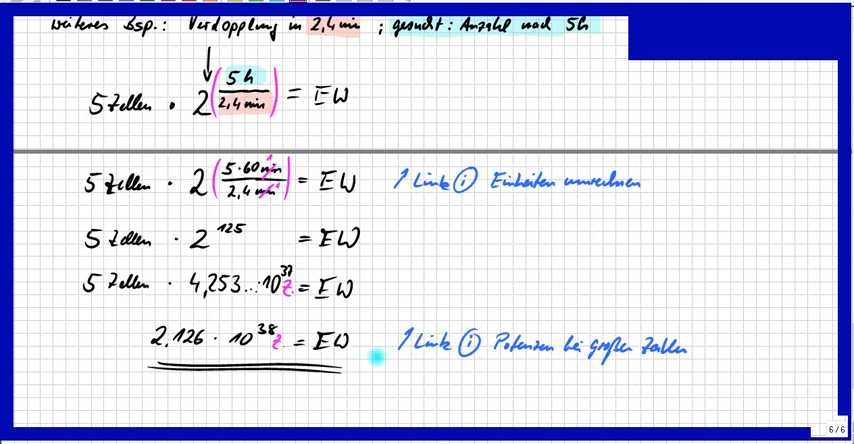 weiteres Bsp.: Verdopplung in 2,4 min ; gesucht: Anzahl nach 5h
5 Zellen · 2^(5h / 2,4 min) = EW
5 Zellen · 2^(5·60 min / 2,4 min) = EW ↑ Link ⓘ Einheiten umrechnen
5 Zellen · 2^125 = EW
5 Zellen · 4,253...·10^37 Z. = EW
2,126 · 10^38 Z. = EW ↑ Link ⓘ Potenzen bei großen Zahlen
6/6